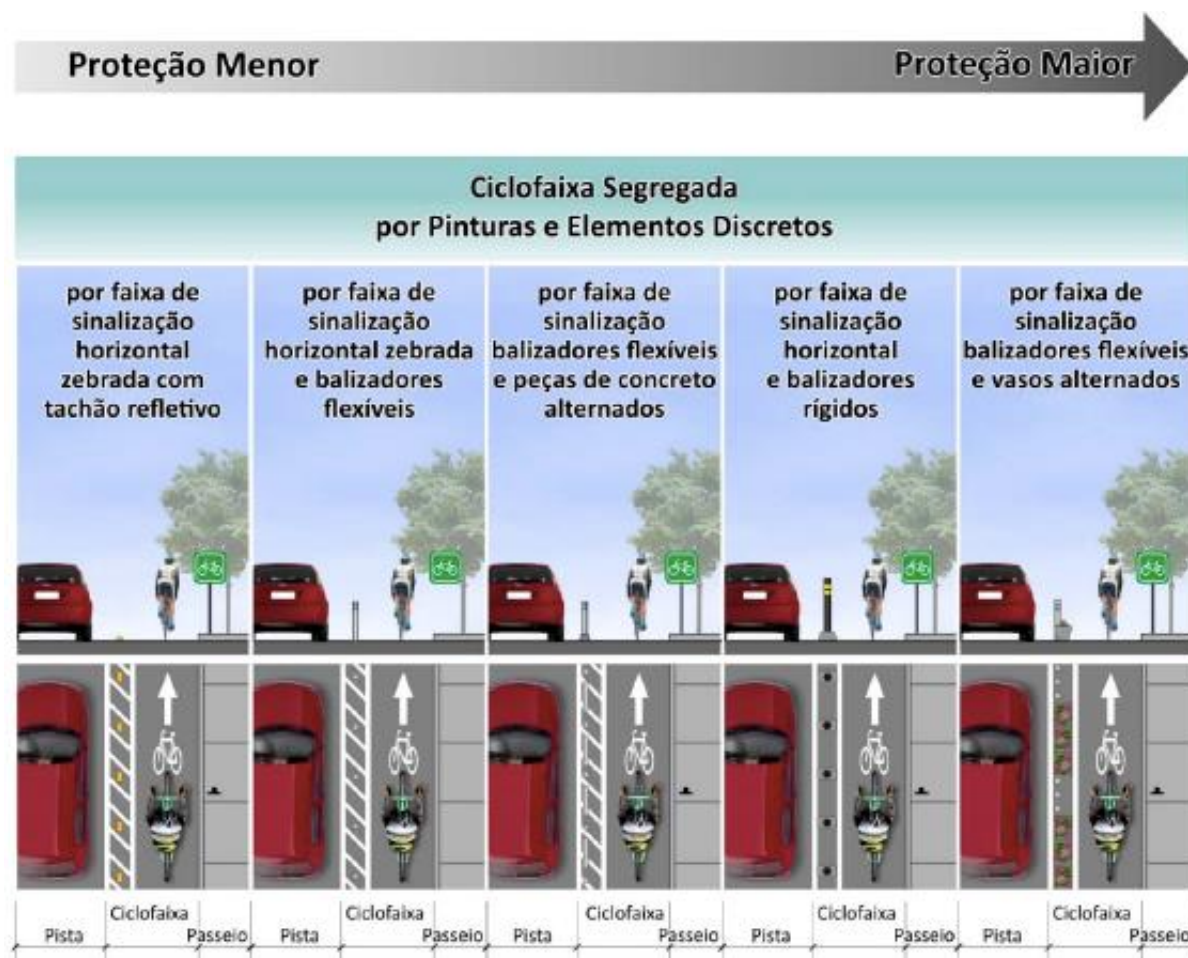 Proteção Menor
Proteção Maior
Ciclofaixa Segregada
por Pinturas e Elementos Discretos
por faixa de
sinalização
horizontal
zebrada com
tachão refletivo
por faixa de
sinalização
horizontal zebrada
e balizadores
flexíveis
por faixa de
sinalização
balizadores flexíveis
e peças de concreto
alternados
por faixa de
sinalização
horizontal
e balizadores
rígidos
por faixa de
sinalização
balizadores flexíveis
e vasos alternados
Pista
Ciclofaixa
Passeio
Pista
Ciclofaixa
Passeio
Pista
Ciclofaixa
Passeio
Pista
Ciclofaixa
Passeio
Pista
Ciclofaixa
Passeio